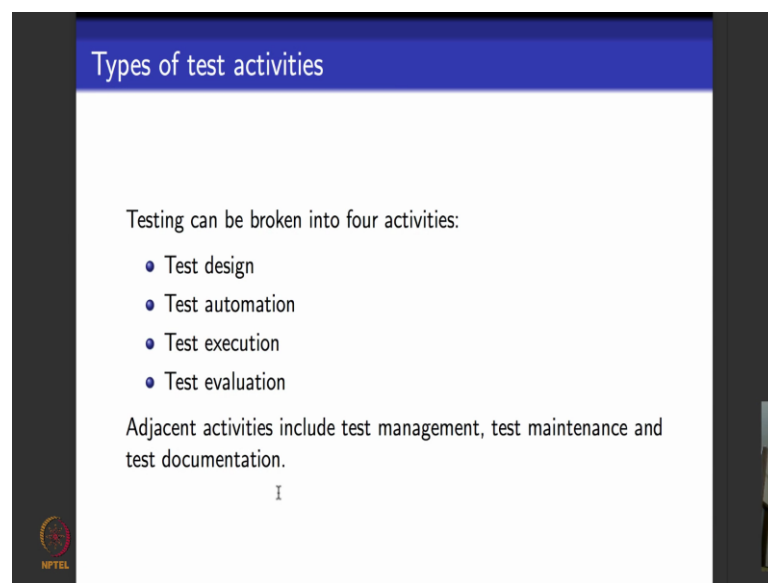 Types of test activities
Testing can be broken into four activities:
Test design
Test automation
Test execution
Test evaluation
Adjacent activities include test management, test maintenance and
test documentation.
NPTEL